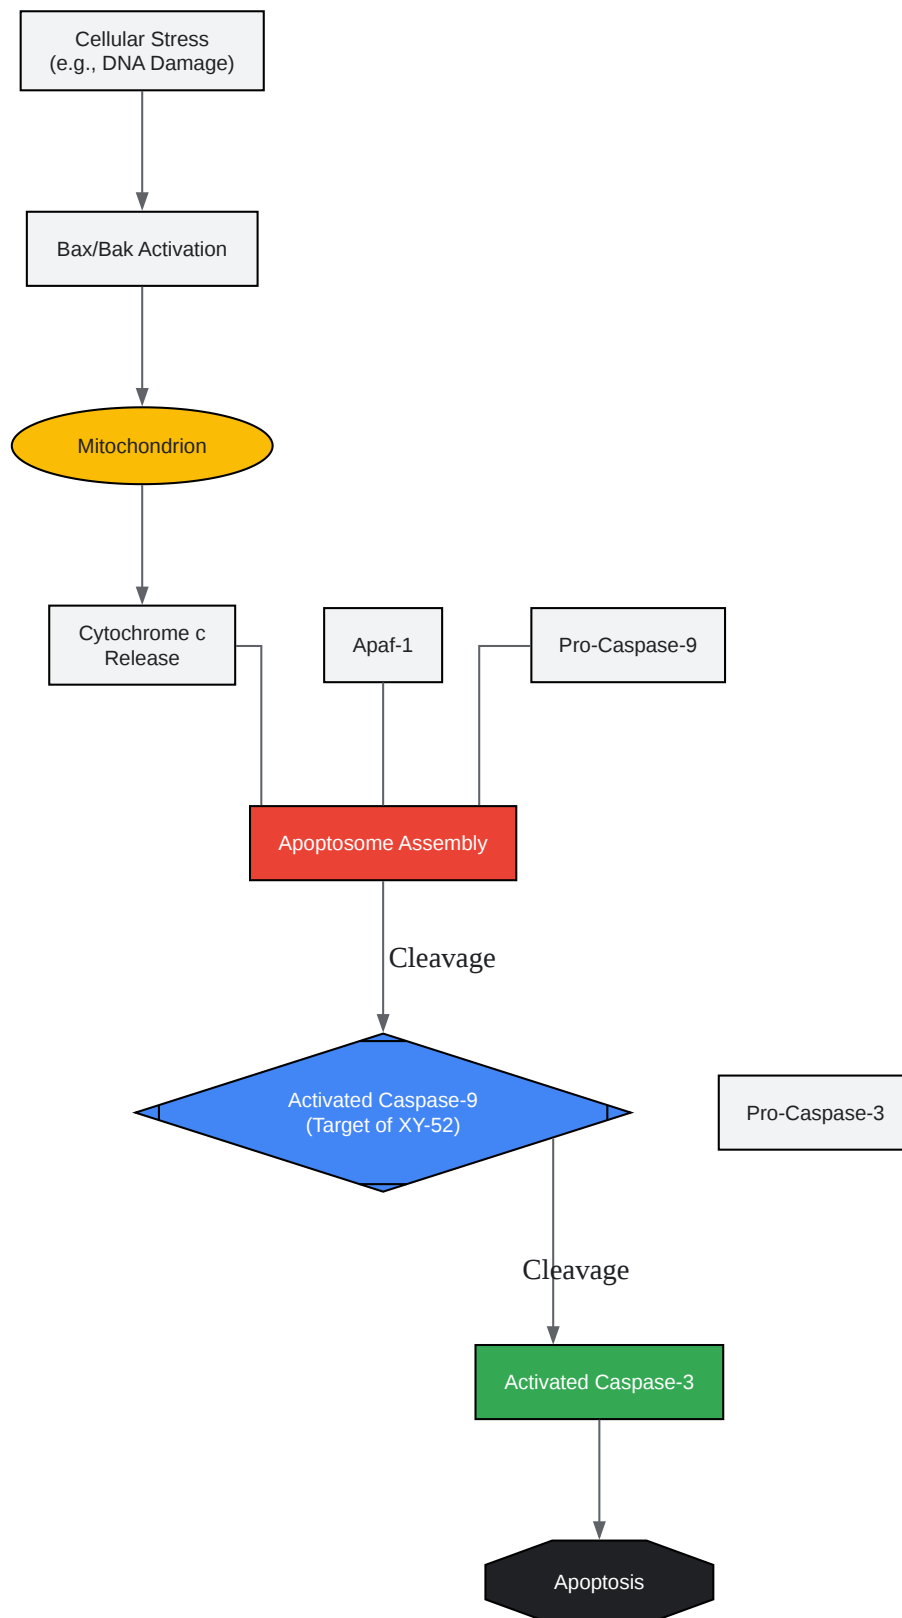 Cellular Stress
(e.g., DNA Damage)
Bax/Bak Activation
Mitochondrion
Cytochrome c
Release
Apaf-1
Pro-Caspase-9
Apoptosome Assembly
Cleavage
Activated Caspase-9
(Target of XY-52)
Pro-Caspase-3
Cleavage
Activated Caspase-3
Apoptosis